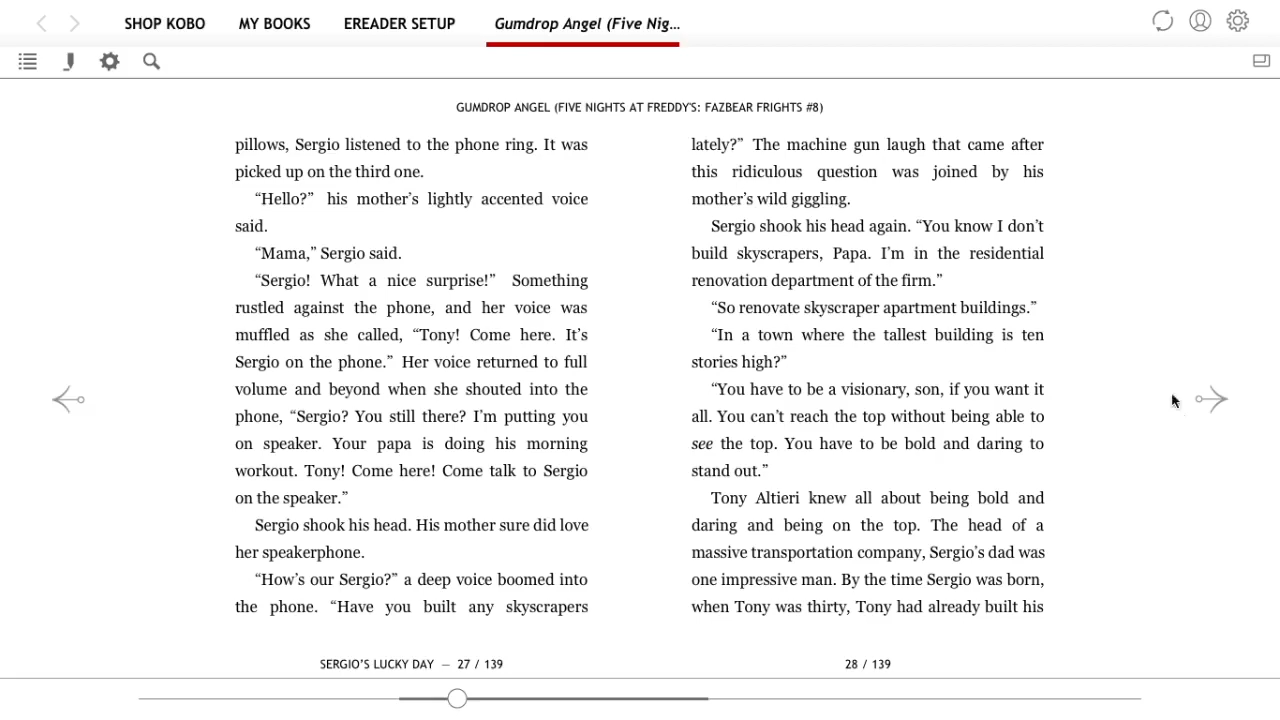 SHOP KOBO MY BOOKS EREADER SETUP Gumdrop Angel (Five Nig...
GUMDROP ANGEL (FIVE NIGHTS AT FREDDY'S: FAZBEAR FRIGHTS #8)
pillows, Sergio listened to the phone ring. It was
picked up on the third one.
“Hello?” his mother’s lightly accented voice
said.
“Mama,” Sergio said.
“Sergio! What a nice surprise!” Something
rustled against the phone, and her voice was
muffled as she called, “Tony! Come here. It’s
Sergio on the phone.” Her voice returned to full
volume and beyond when she shouted into the
phone, “Sergio? You still there? I’m putting you
on speaker. Your papa is doing his morning
workout. Tony! Come here! Come talk to Sergio
on the speaker.”
Sergio shook his head. His mother sure did love
her speakerphone.
“How’s our Sergio?” a deep voice boomed into
the phone. “Have you built any skyscrapers
SERGIO’S LUCKY DAY – 27 / 139
lately?” The machine gun laugh that came after
this ridiculous question was joined by his
mother’s wild giggling.
Sergio shook his head again. “You know I don’t
build skyscrapers, Papa. I’m in the residential
renovation department of the firm.”
“So renovate skyscraper apartment buildings.”
“In a town where the tallest building is ten
stories high?”
“You have to be a visionary, son, if you want it
all. You can’t reach the top without being able to
see the top. You have to be bold and daring to
stand out.”
Tony Altieri knew all about being bold and
daring and being on the top. The head of a
massive transportation company, Sergio’s dad was
one impressive man. By the time Sergio was born,
when Tony was thirty, Tony had already built his
28 / 139